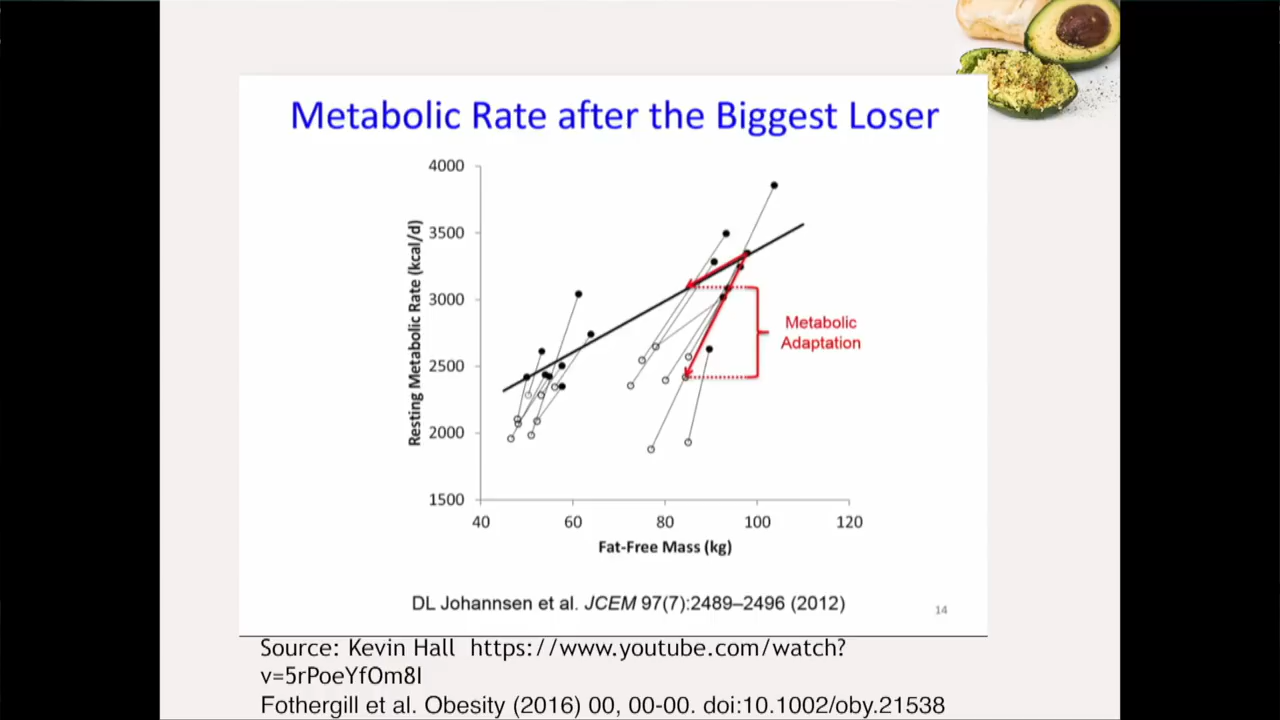 Metabolic Rate after the Biggest Loser
4000
3500
3000
2500
2000
1500
Resting Metabolic Rate (kcal/d)
Metabolic
Adaptation
40 60 80 100 120
Fat-Free Mass (kg)
DL Johannsen et al. JCEM 97(7):2489–2496 (2012)
14
Source: Kevin Hall https://www.youtube.com/watch?
v=5rPoeYfOm8I
Fothergill et al. Obesity (2016) 00, 00-00. doi:10.1002/oby.21538